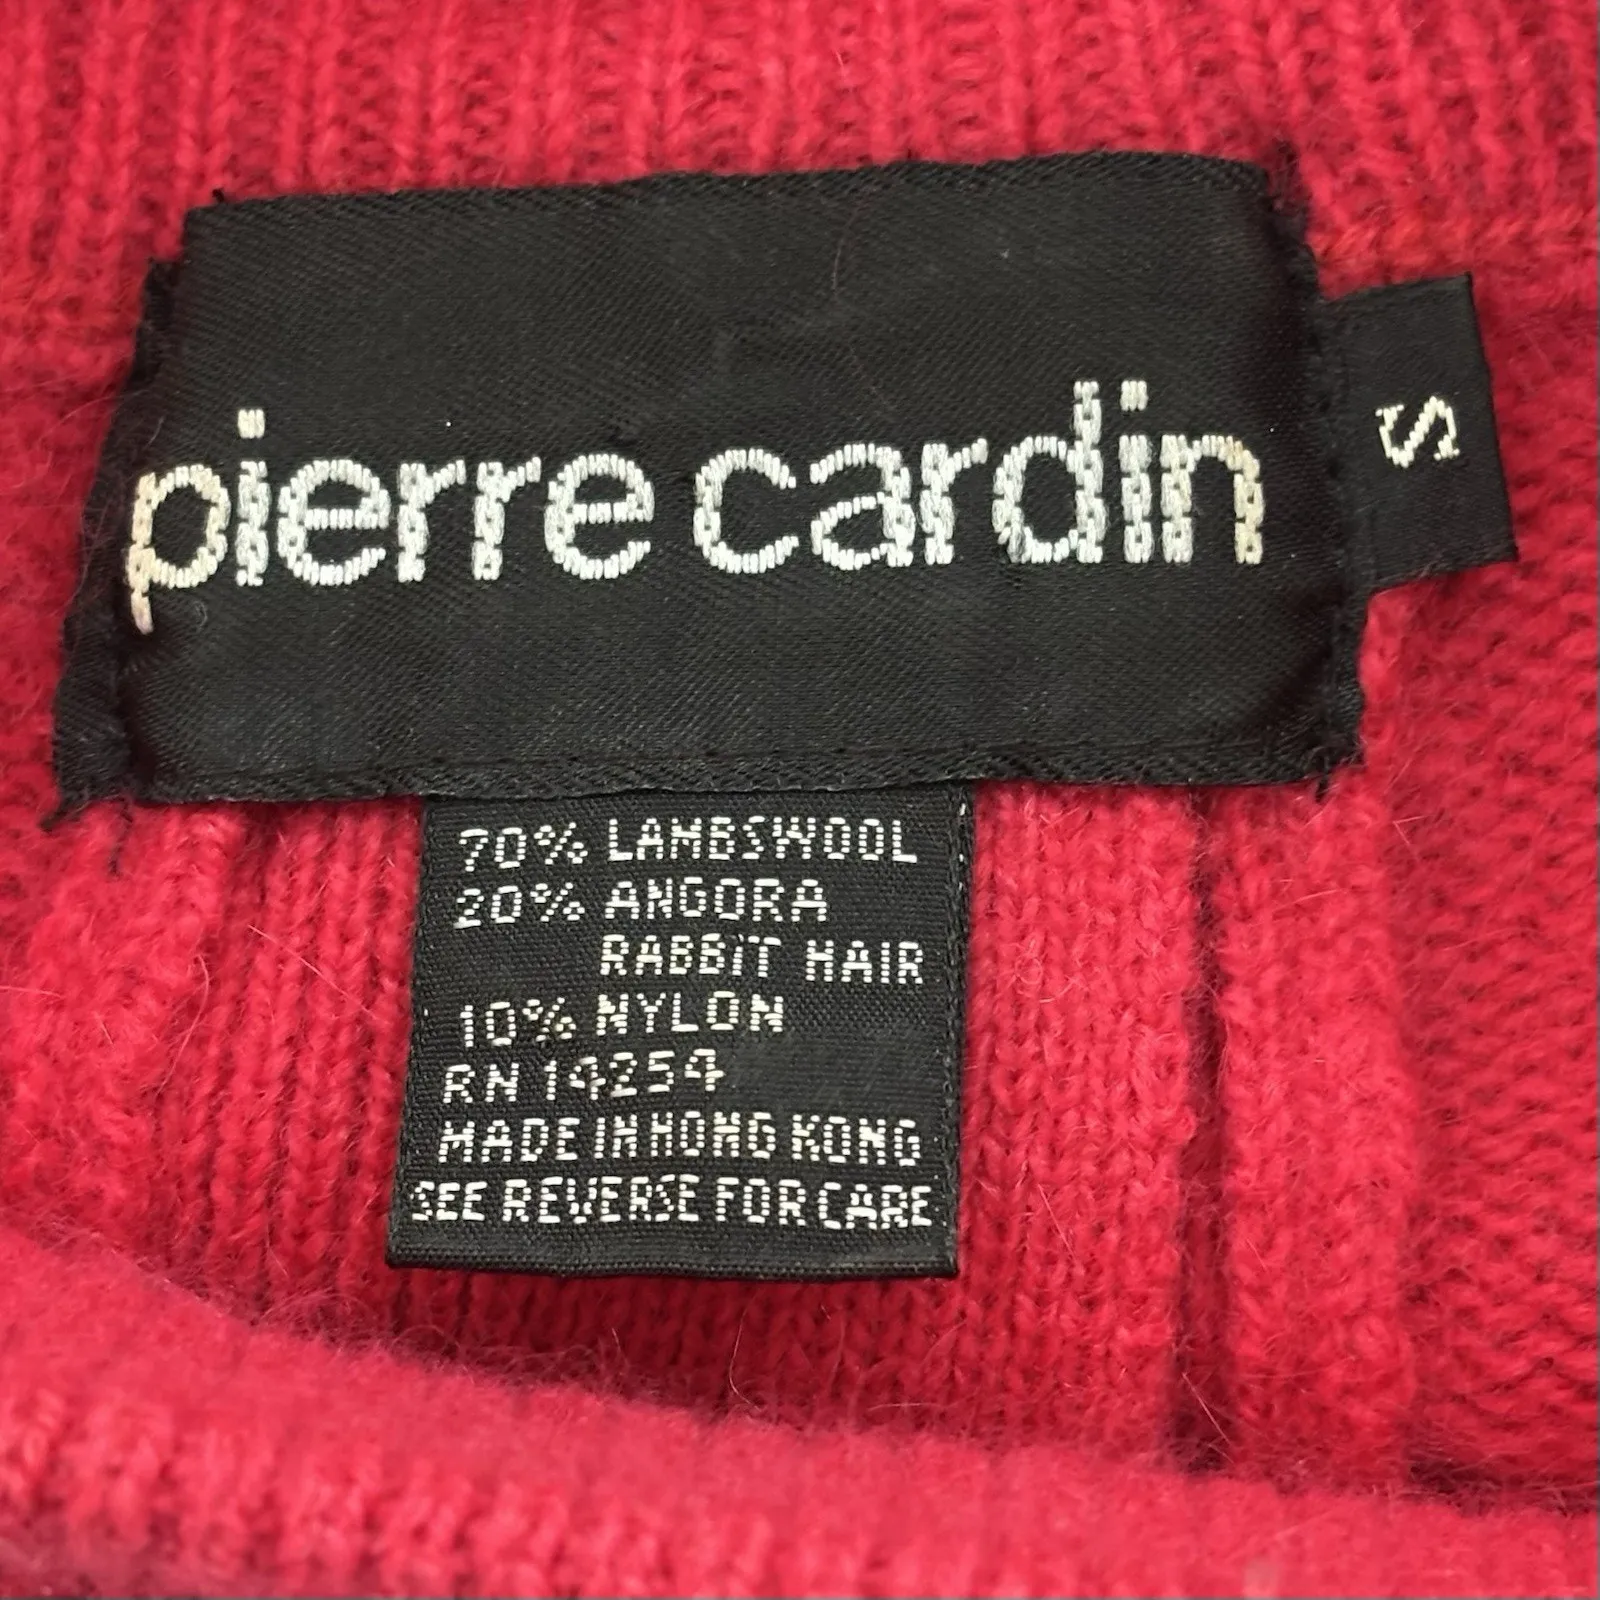 pierre cardin
S
70% LAMBSWOOL
20% ANGORA
RABBIT HAIR
10% NYLON
RN 14254
MADE IN HONG KONG
SEE REVERSE FOR CARE